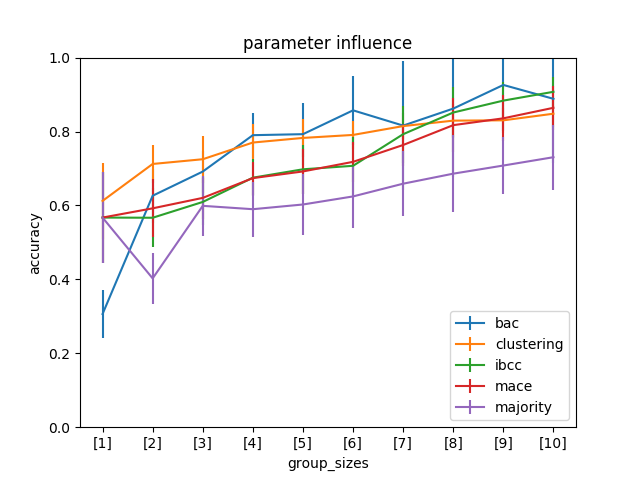 parameter influence
1.0
0.8
0.6
0.4
0.2
0.0
accuracy
[1] [2] [3] [4] [5] [6] [7] [8] [9] [10]
group_sizes
bac
clustering
ibcc
mace
majority